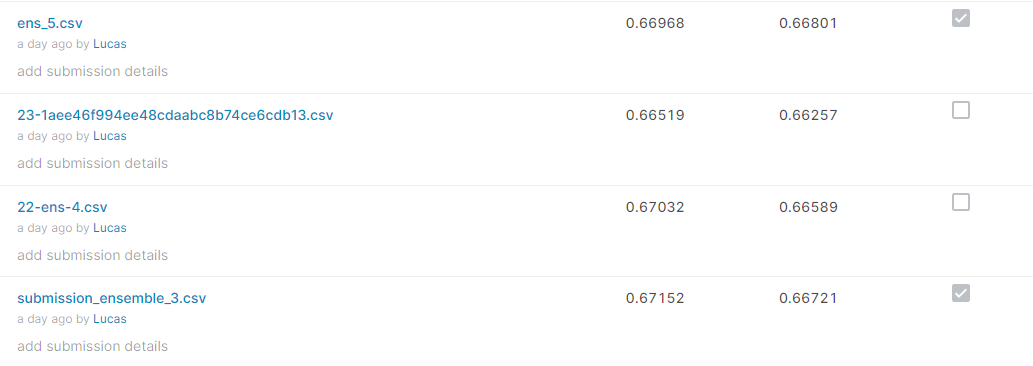 ens_5.csv 0.66968 0.66801
a day ago by Lucas
add submission details
23-1aee46f994ee48cdaabc8b74ce6cdb13.csv 0.66519 0.66257
a day ago by Lucas
add submission details
22-ens-4.csv 0.67032 0.66589
a day ago by Lucas
add submission details
submission_ensemble_3.csv 0.67152 0.66721
a day ago by Lucas
add submission details